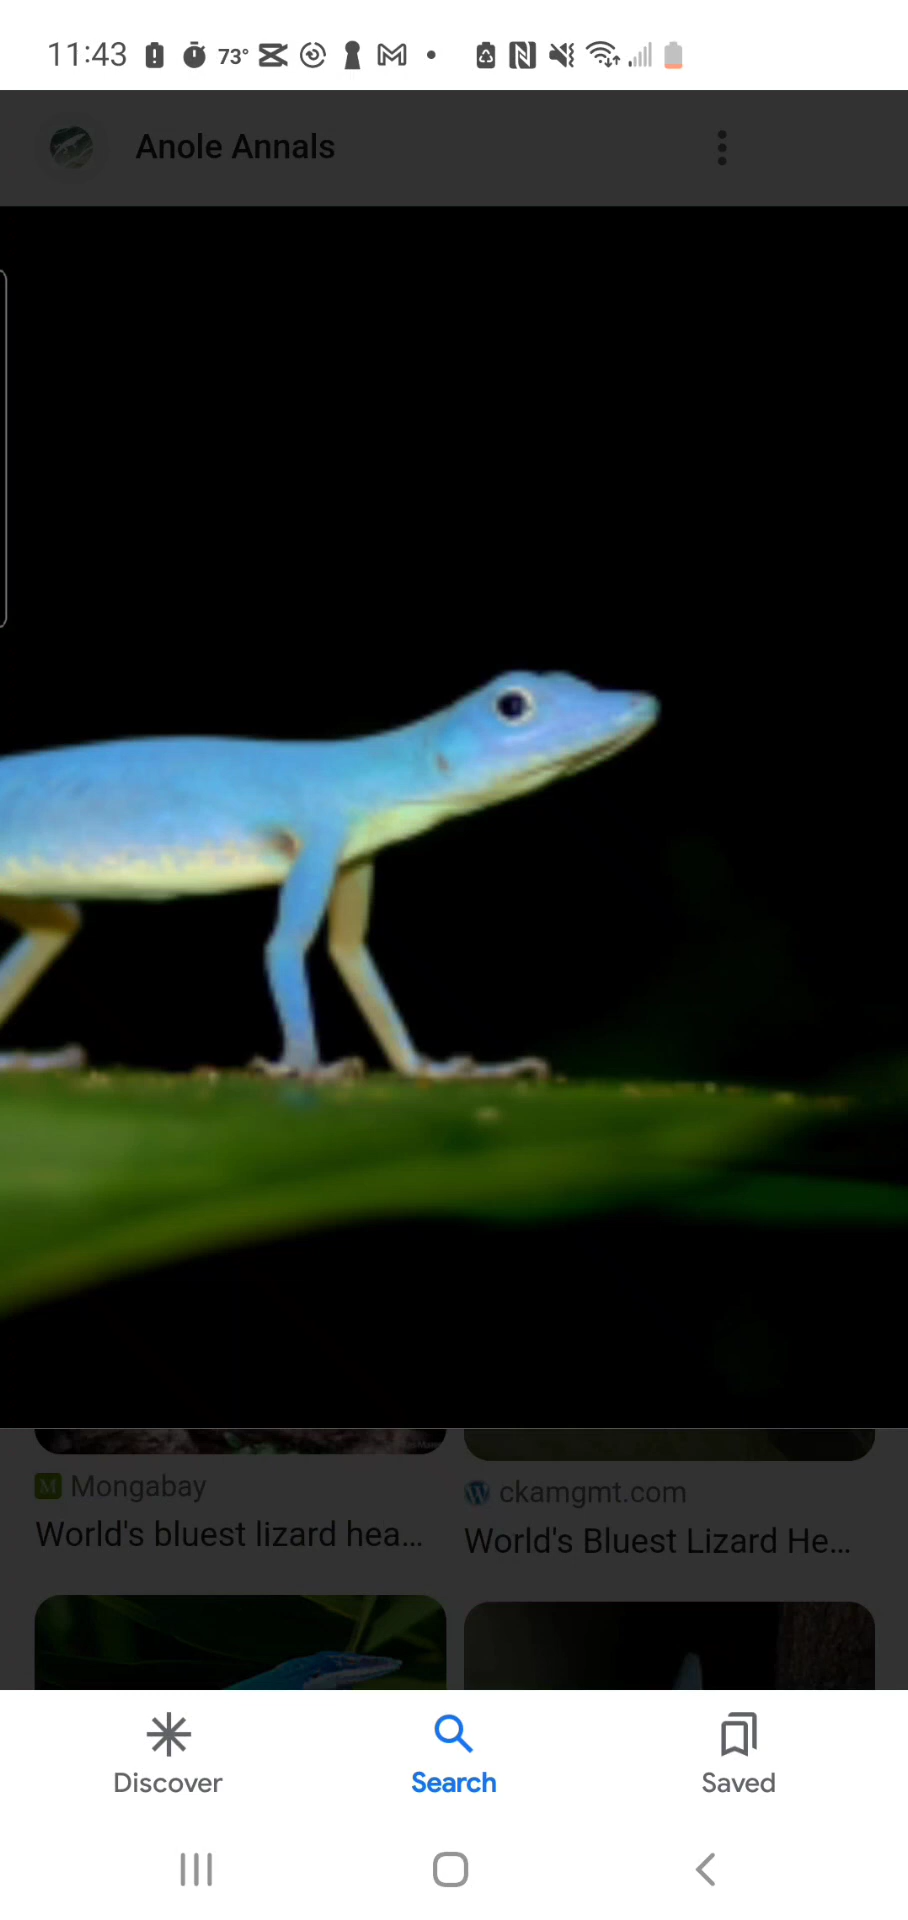 11:43 73°
Anole Annals
M Mongabay
World's bluest lizard hea...
ckamgmt.com
World's Bluest Lizard He...
Discover Search Saved